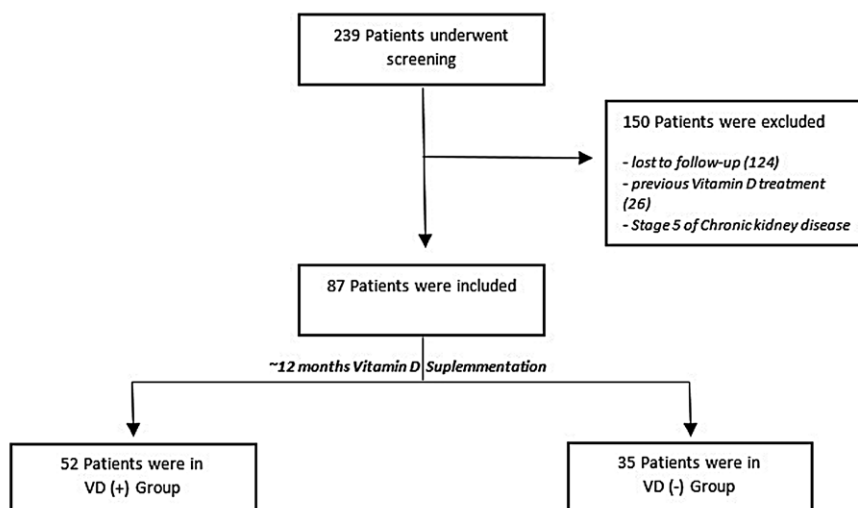 239 Patients underwent
screening
150 Patients were excluded
- lost to follow-up (124)
- previous Vitamin D treatment
(26)
- Stage 5 of Chronic kidney disease
87 Patients were included
~12 months Vitamin D Suplemmentation
52 Patients were in
VD (+) Group
35 Patients were in
VD (-) Group